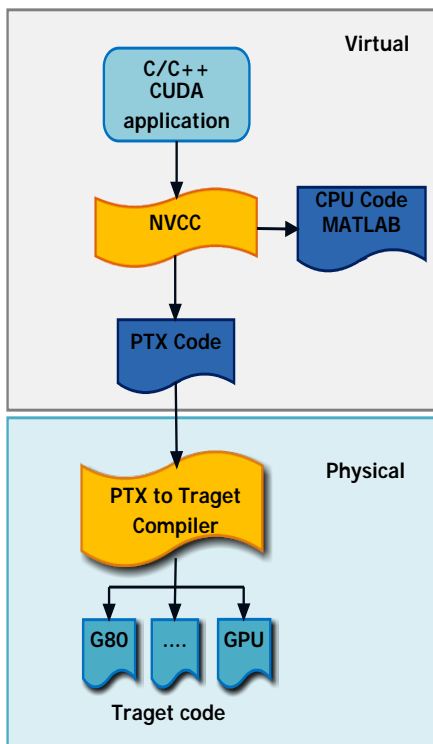 Virtual
C/C++
CUDA
application
NVCC
CPU Code
MATLAB
PTX Code
Physical
PTX to Traget
Compiler
G80
....
GPU
Traget code